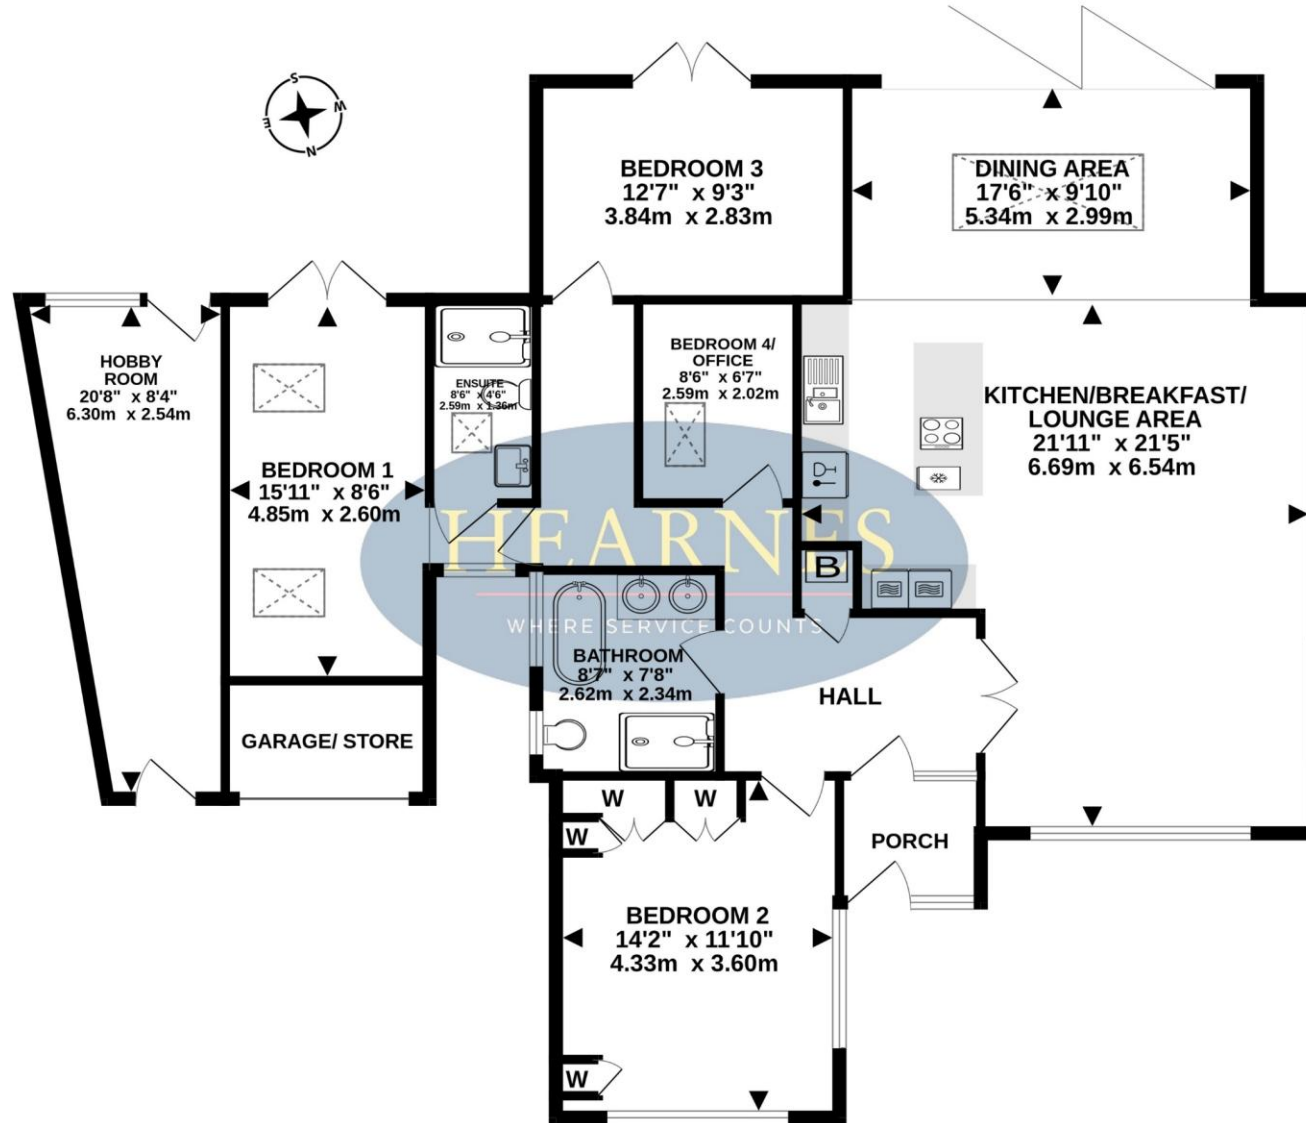 S
W
E
N
BEDROOM 3
12'7" x 9'3"
3.84m x 2.83m
DINING AREA
17'6" x 9'10"
5.34m x 2.99m
HOBBY
ROOM
20'8" x 8'4"
6.30m x 2.54m
BEDROOM 1
15'11" x 8'6"
4.85m x 2.60m
ENSUITE
8'6" x 4'6"
2.59m x 1.36m
BEDROOM 4/
OFFICE
8'6" x 6'7"
2.59m x 2.02m
KITCHEN/BREAKFAST/
LOUNGE AREA
21'11" x 21'5"
6.69m x 6.54m
HEARNES
WHERE SERVICE COUNTS
B
BATHROOM
8'7" x 7'8"
2.62m x 2.34m
HALL
GARAGE/ STORE
W
W
W
PORCH
BEDROOM 2
14'2" x 11'10"
4.33m x 3.60m
W